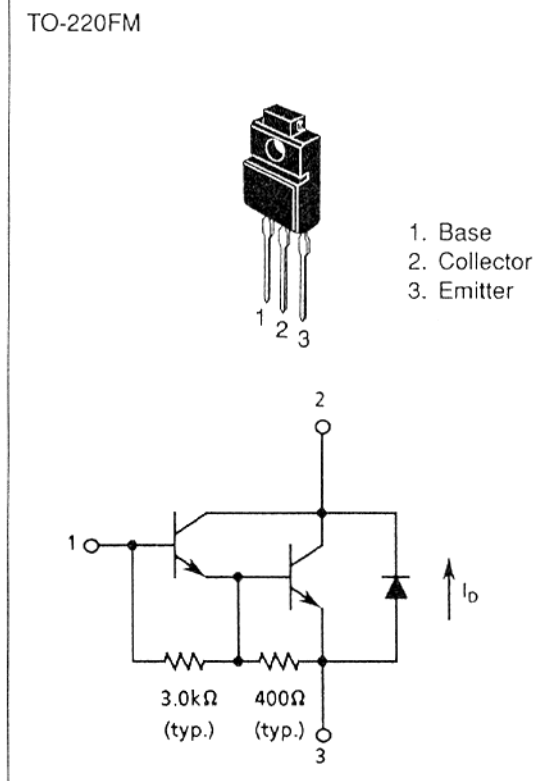 TO-220FM
1. Base
2. Collector
3. Emitter
1
2
3
2
1
I_D
3.0kΩ
400Ω
(typ.)
(typ.)
3